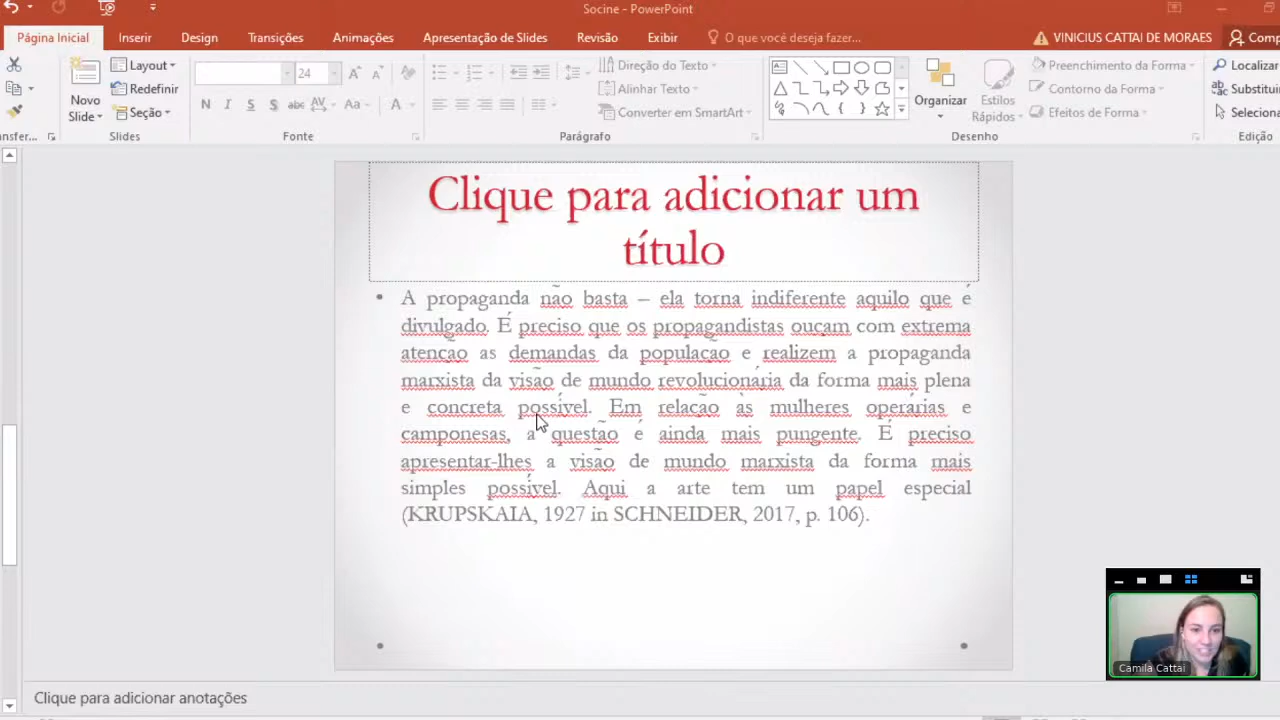 Socine - PowerPoint
Página Inicial
Inserir
Design
Transições
Animações
Apresentação de Slides
Revisão
Exibir
O que você deseja fazer...
VINICIUS CATTAI DE MORAES
Layout
Redefinir
Seção
Novo
Slide
24
N I S S abc AV Aa A
Direção do Texto
Alinhar Texto
Converter em SmartArt
Organizar
Estilos
Rápidos
Preenchimento da Forma
Contorno da Forma
Efeitos de Forma
Localizar
Slides
Fonte
Parágrafo
Desenho
Edição
Clique para adicionar um
título
• A propaganda não basta – ela torna indiferente aquilo que é
divulgado. É preciso que os propagandistas ouçam com extrema
atenção as demandas da população e realizem a propaganda
marxista da visão de mundo revolucionária da forma mais plena
e concreta possível. Em relação às mulheres operárias e
camponesas, a questão é ainda mais pungente. É preciso
apresentar-lhes a visão de mundo marxista da forma mais
simples possível. Aqui a arte tem um papel especial
(KRUPSKAIA, 1927 in SCHNEIDER, 2017, p. 106).
Camila Cattai
Clique para adicionar anotações